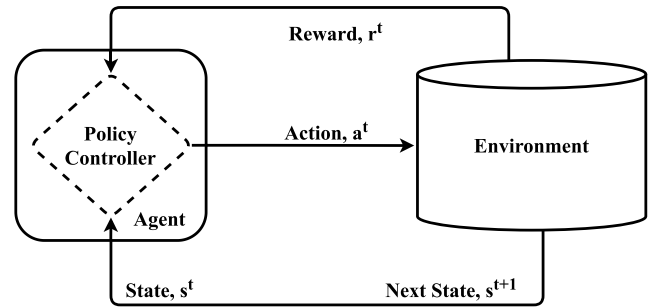 Reward, r^t
Policy
Controller
Action, a^t
Environment
Agent
State, s^t
Next State, s^t+1